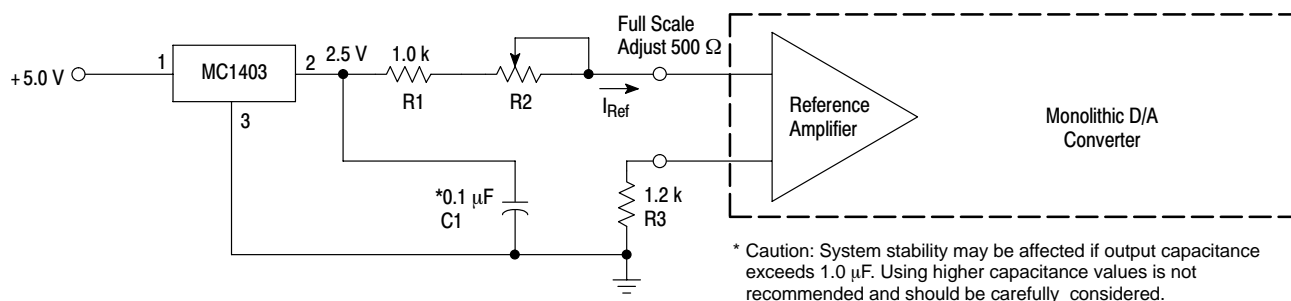 +5.0 V
1
MC1403
2
3
2.5 V
1.0 k
R1
R2
I Ref
Full Scale
Adjust 500 Ω
*0.1 μF
C1
1.2 k
R3
Reference
Amplifier
Monolithic D/A
Converter
* Caution: System stability may be affected if output capacitance
exceeds 1.0 μF. Using higher capacitance values is not
recommended and should be carefully considered.